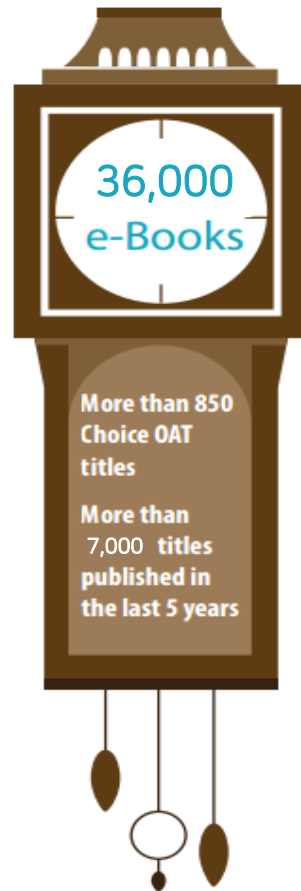 36,000
e-Books
More than 850
Choice OAT
titles
More than
7,000 titles
published in
the last 5 years